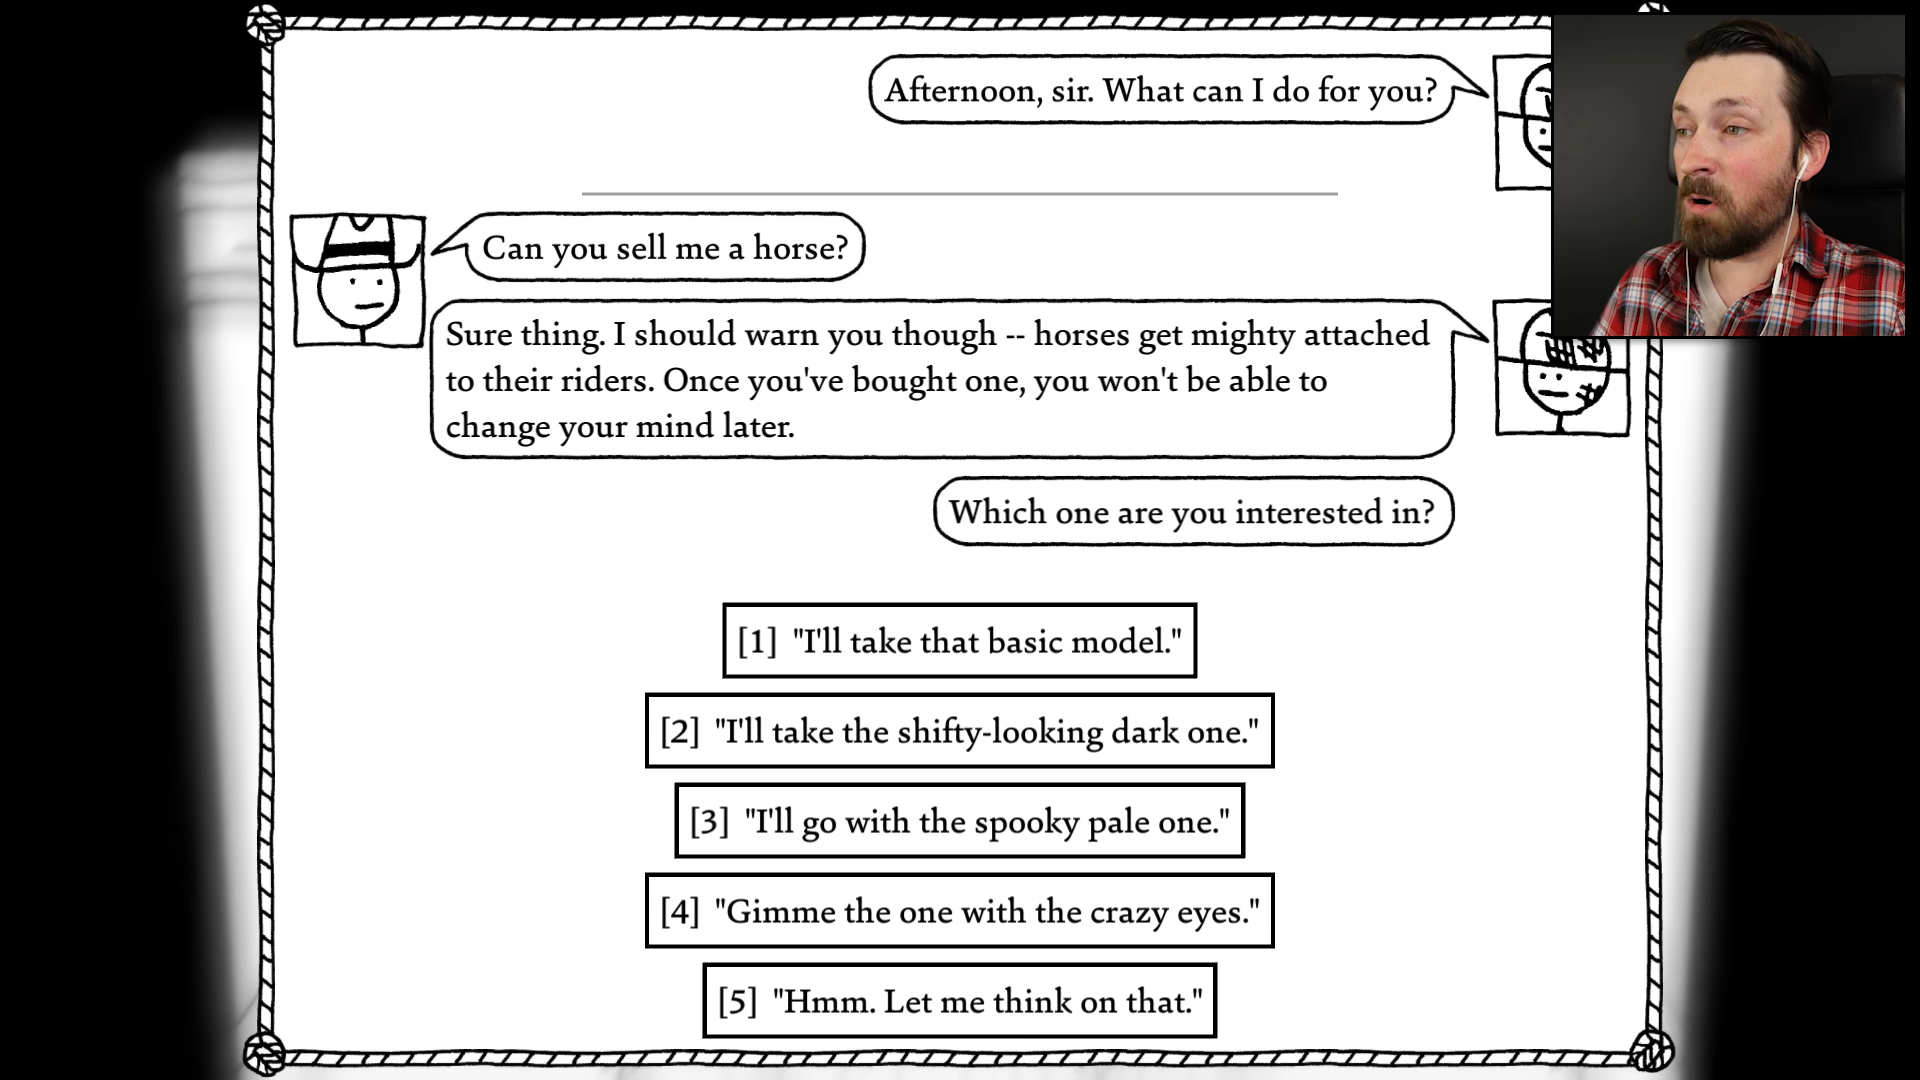 Afternoon, sir. What can I do for you?
Can you sell me a horse?
Sure thing. I should warn you though -- horses get mighty attached
to their riders. Once you've bought one, you won't be able to
change your mind later.
Which one are you interested in?
[1] "I'll take that basic model."
[2] "I'll take the shifty-looking dark one."
[3] "I'll go with the spooky pale one."
[4] "Gimme the one with the crazy eyes."
[5] "Hmm. Let me think on that."